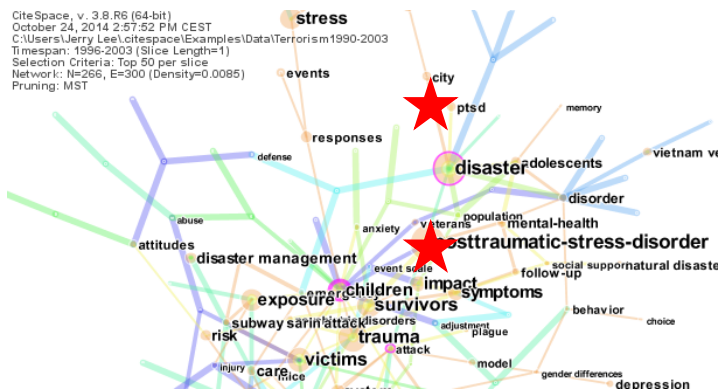 CiteSpace, v. 3.8.R6 (64-bit)
October 24, 2014 2:57:52 PM CEST
C:\Users\Jerry Lee\.citespace\Examples\Data\Terrorism1990-2003
Timespan: 1996-2003 (Slice Length=1)
Selection Criteria: Top 50 per slice
Network: N=266, E=300 (Density=0.0085)
Pruning: MST
stress
events
city
ptsd
memory
responses
defense
disaster
adolescents
vietnam ve
disorder
abuse
population
anxiety
veterans
mental-health
attitudes
posttraumatic-stress-disorder
disaster management
event scale
social support
natural disaste
follow-up
impact
children
symptoms
exposure
survivors
behavior
subway sarin attack
disorders
adjustment
plague
choice
risk
trauma
attack
victims
model
injury
care
mice
gender differences
depression